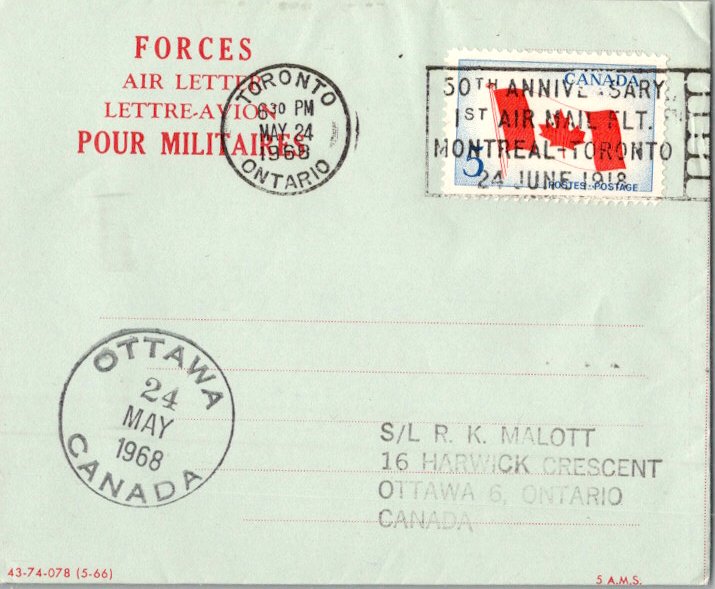 FORCES
AIR LETTER
LETTRE-AVION
POUR MILITAIRES
TORONTO
6 30 PM
MAY 24
1968
ONTARIO
CANADA
5
POSTES-POSTAGE
50TH ANNIVERSARY
1ST AIR MAIL FLT.
MONTREAL-TORONTO
24 JUNE 1918
OTTAWA
24
MAY
1968
CANADA
S/L R. K. MALOTT
16 HARWICK CRESCENT
OTTAWA 6, ONTARIO
CANADA
43-74-078 (5-66)
5 A.M.S.